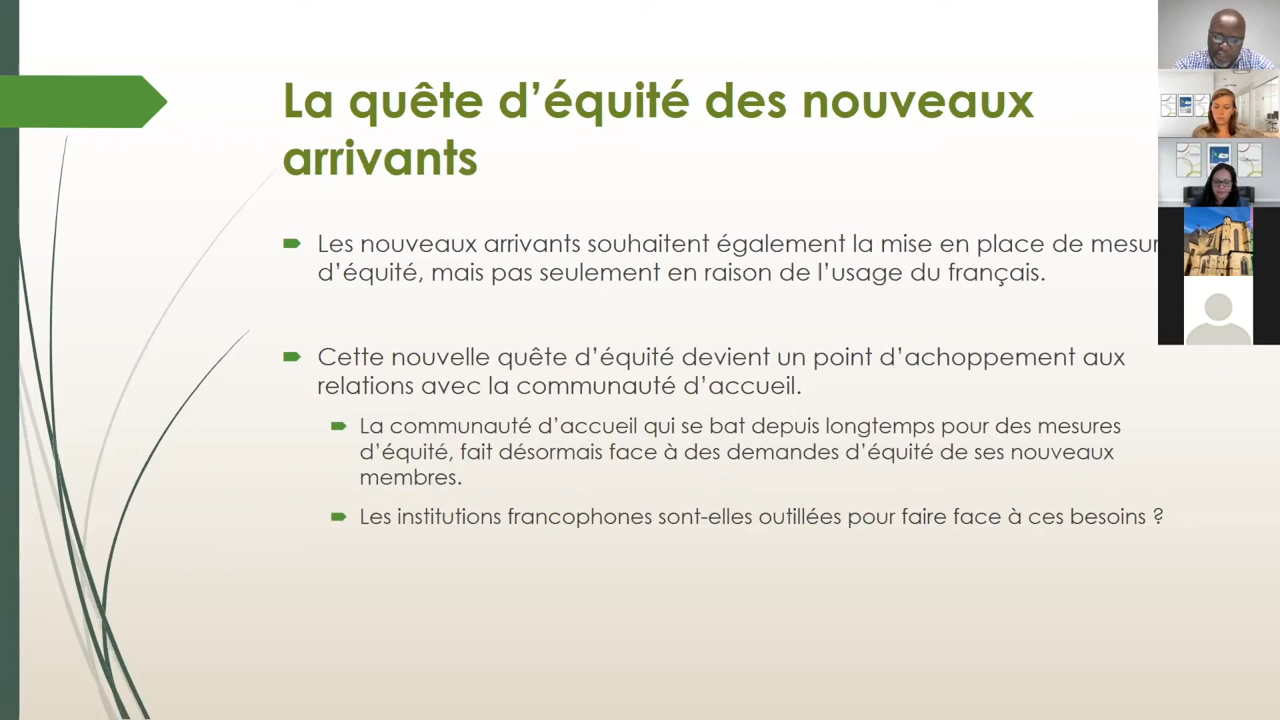 La quête d’équité des nouveaux
arrivants
Les nouveaux arrivants souhaitent également la mise en place de
d’équité, mais pas seulement en raison de l’usage du français.
Cette nouvelle quête d’équité devient un point d’achoppement aux
relations avec la communauté d’accueil.
La communauté d’accueil qui se bat depuis longtemps pour des mesures
d’équité, fait désormais face à des demandes d’équité de ses nouveaux
membres.
Les institutions francophones sont-elles outillées pour faire face à ces besoins ?